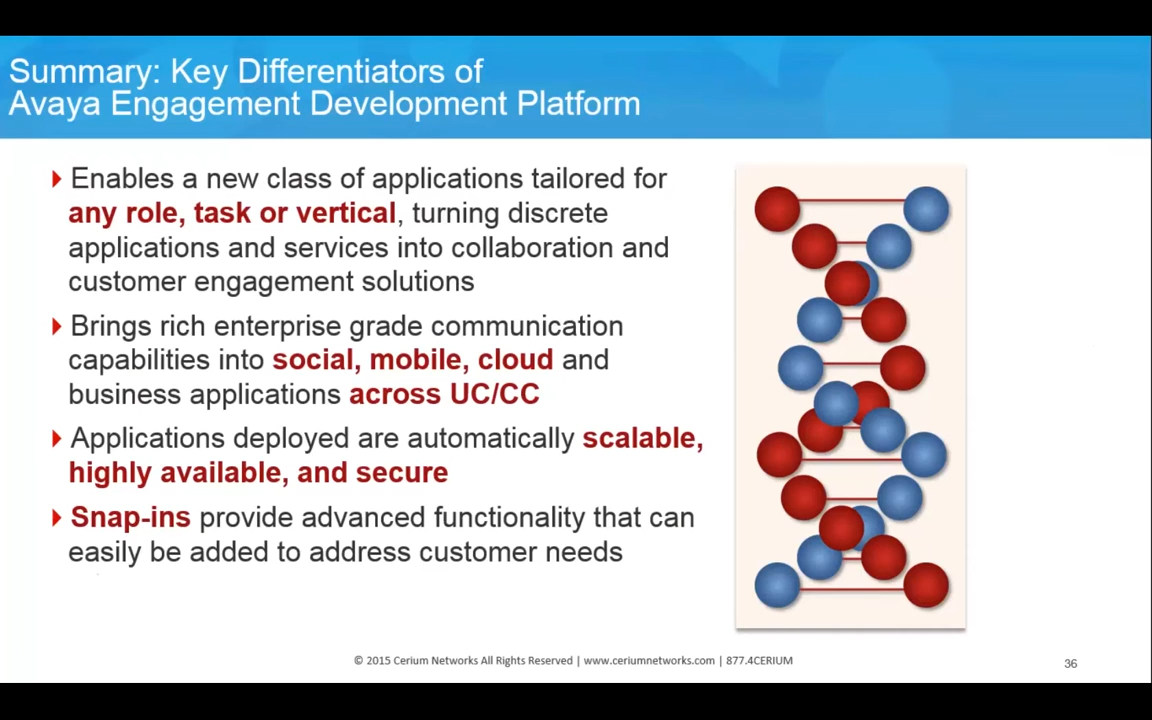 Summary: Key Differentiators of
Avaya Engagement Development Platform
Enables a new class of applications tailored for
any role, task or vertical, turning discrete
applications and services into collaboration and
customer engagement solutions
Brings rich enterprise grade communication
capabilities into social, mobile, cloud and
business applications across UC/CC
Applications deployed are automatically scalable,
highly available, and secure
Snap-ins provide advanced functionality that can
easily be added to address customer needs
© 2015 Cerium Networks All Rights Reserved | www.ceriumnetworks.com | 877.4CERIUM
36